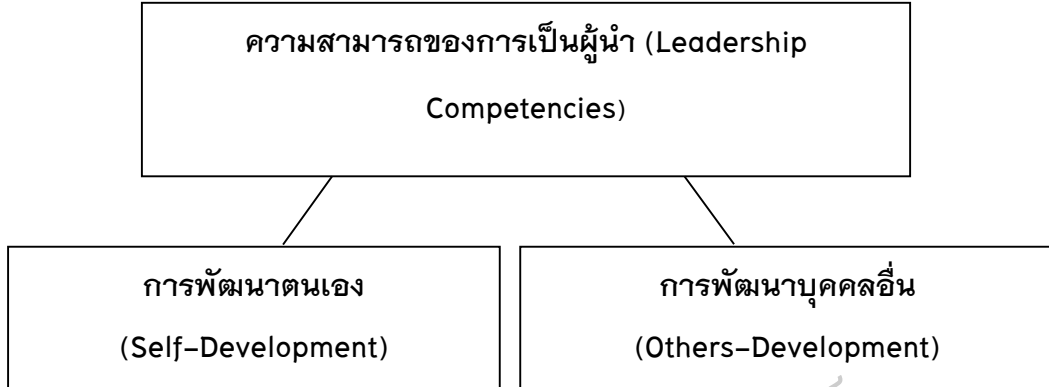 ความสามารถของการเป็นผู้นำ (Leadership
Competencies)
การพัฒนาตนเอง
(Self-Development)
การพัฒนาบุคคลอื่น
(Others-Development)